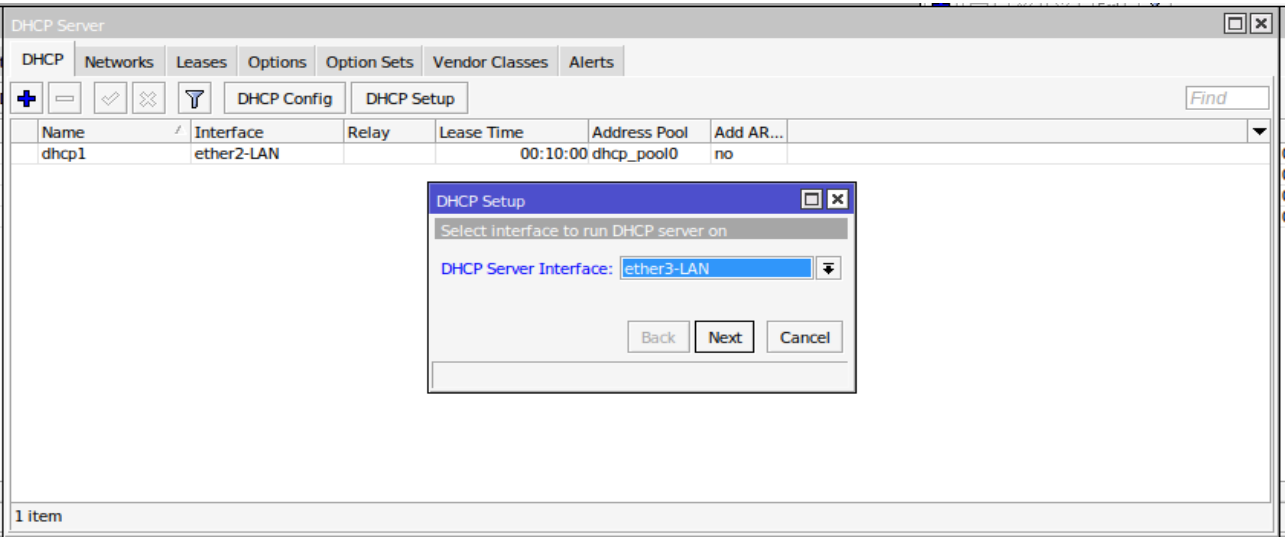 DHCP Server
DHCP Networks Leases Options Option Sets Vendor Classes Alerts
DHCP Config DHCP Setup Find
Name Interface Relay Lease Time Address Pool Add AR...
dhcp1 ether2-LAN 00:10:00 dhcp_pool0 no
DHCP Setup
Select interface to run DHCP server on
DHCP Server Interface: ether3-LAN
Back Next Cancel
1 item